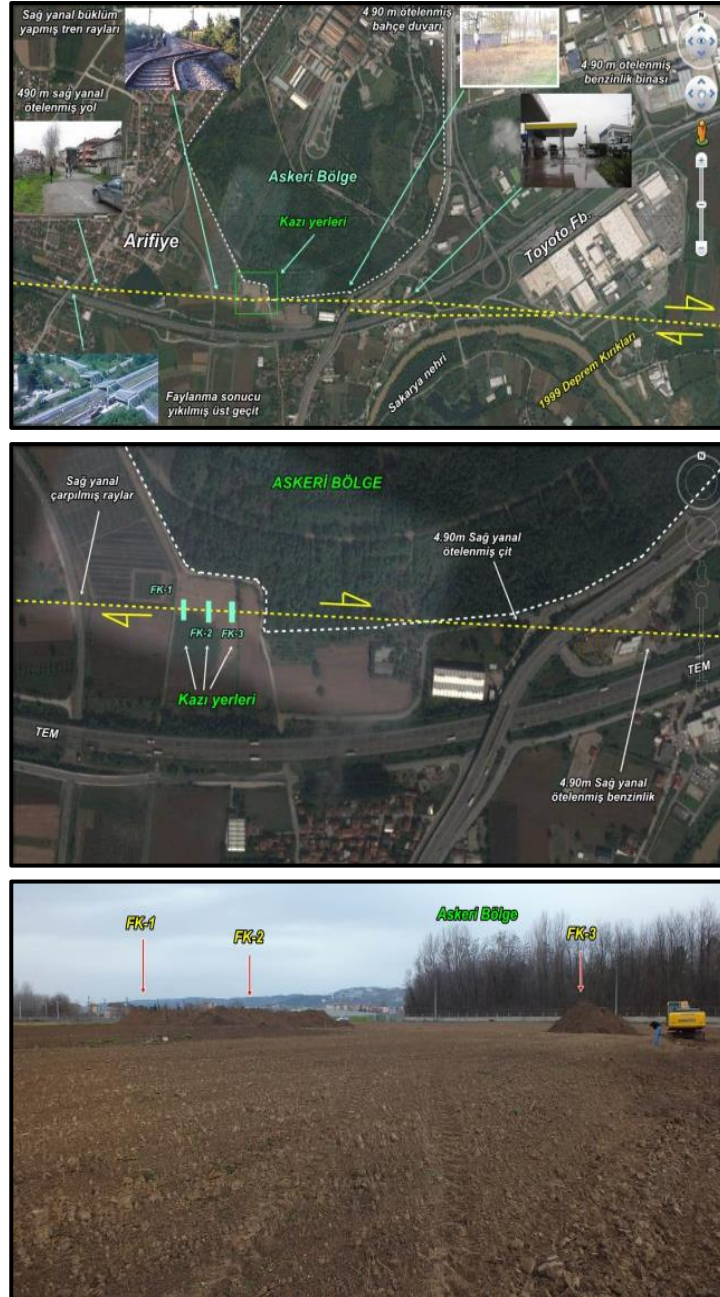 Sağ yanal büklüm
yapmış tren rayları
4 90 m ötelenmiş
bahçe duvarı
N
4.90 m ötelenmiş
benzinlik binası
490 m sağ yanal
ötelenmiş yol
Askeri Bölge
Kazı yerleri
Arifiye
Toyoto Fb.
Faylanma sonucu
yıkılmış üst geçit
Sakarya nehri
1999 Deprem Kırıkları
N
ASKERİ BÖLGE
Sağ yanal
çarpılmış raylar
4.90m Sağ yanal
ötelenmiş çit
FK-1
FK-2
FK-3
Kazı yerleri
TEM
TEM
4.90m Sağ yanal
ötelenmiş benzinlik
Askeri Bölge
FK-1
FK-2
FK-3